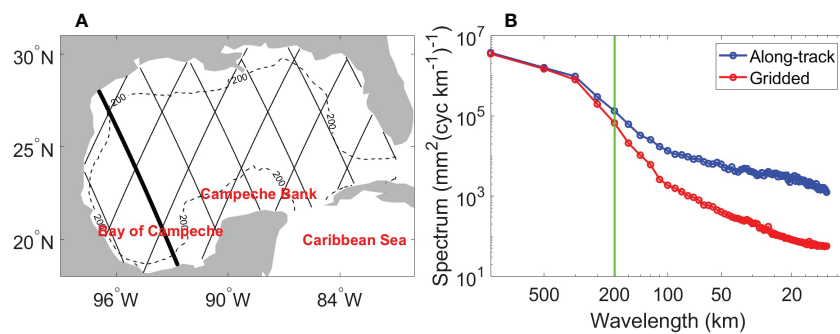 A
30°N
25°N
20°N
96°W
90°W
84°W
200
200
200
200
200
200
Campeche Bank
Bay of Campeche
Caribbean Sea
B
Spectrum (mm²(cyc km⁻¹)⁻¹)
10⁷
10⁵
10³
10¹
500
200
100
50
20
Wavelength (km)
Along-track
Gridded